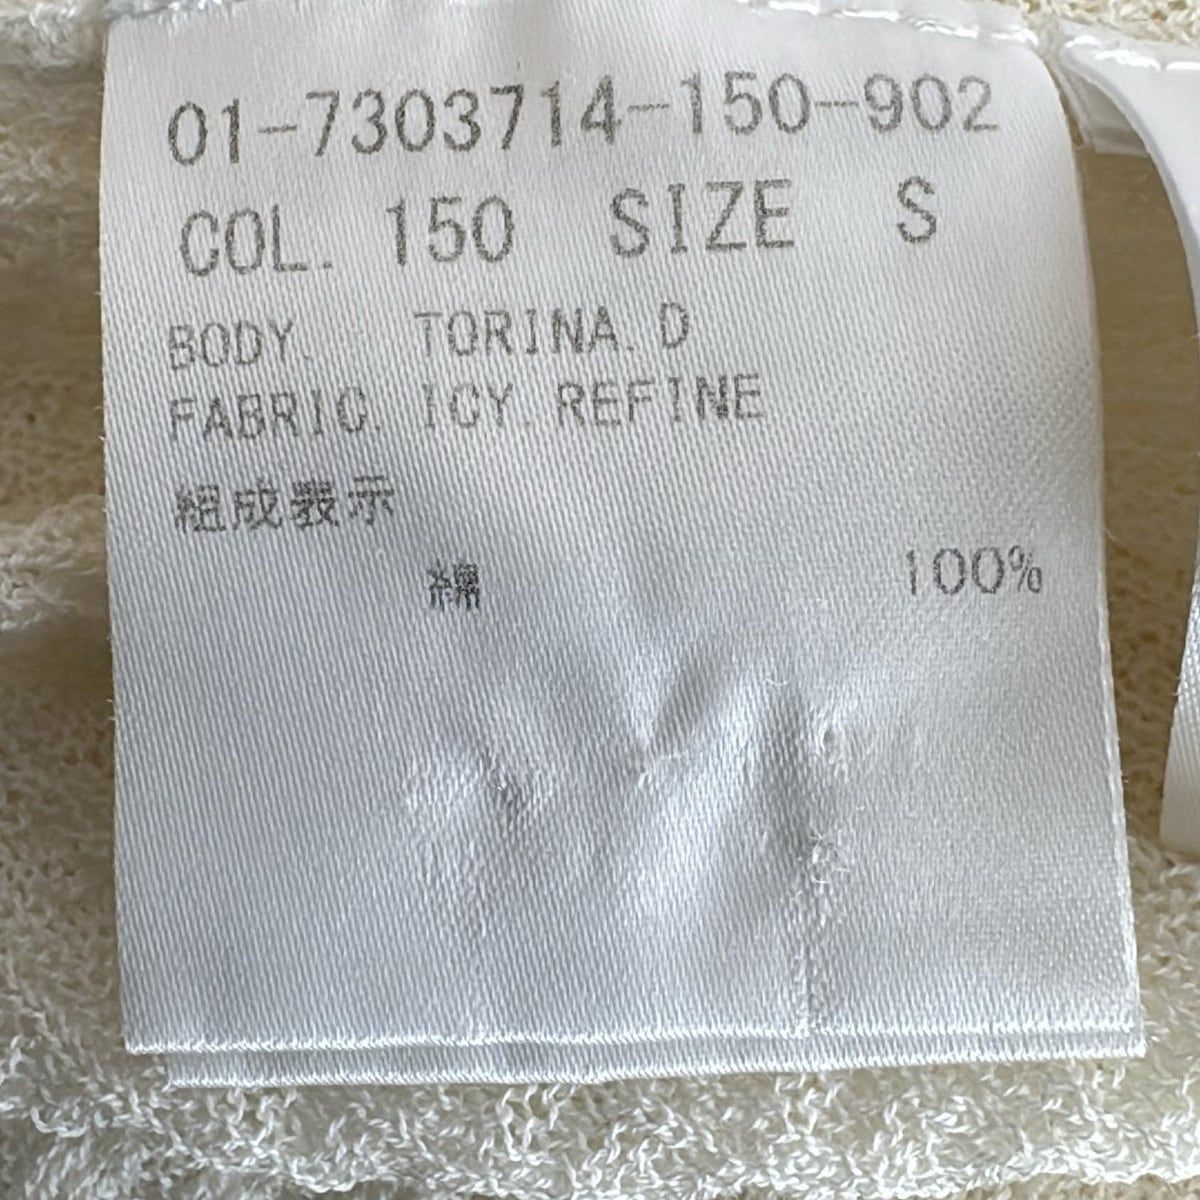 01-7303714-150-902
COL. 150 SIZE S
BODY. TORINA.D
FABRIC. ICY.REFINE
組成表示
綿 100%